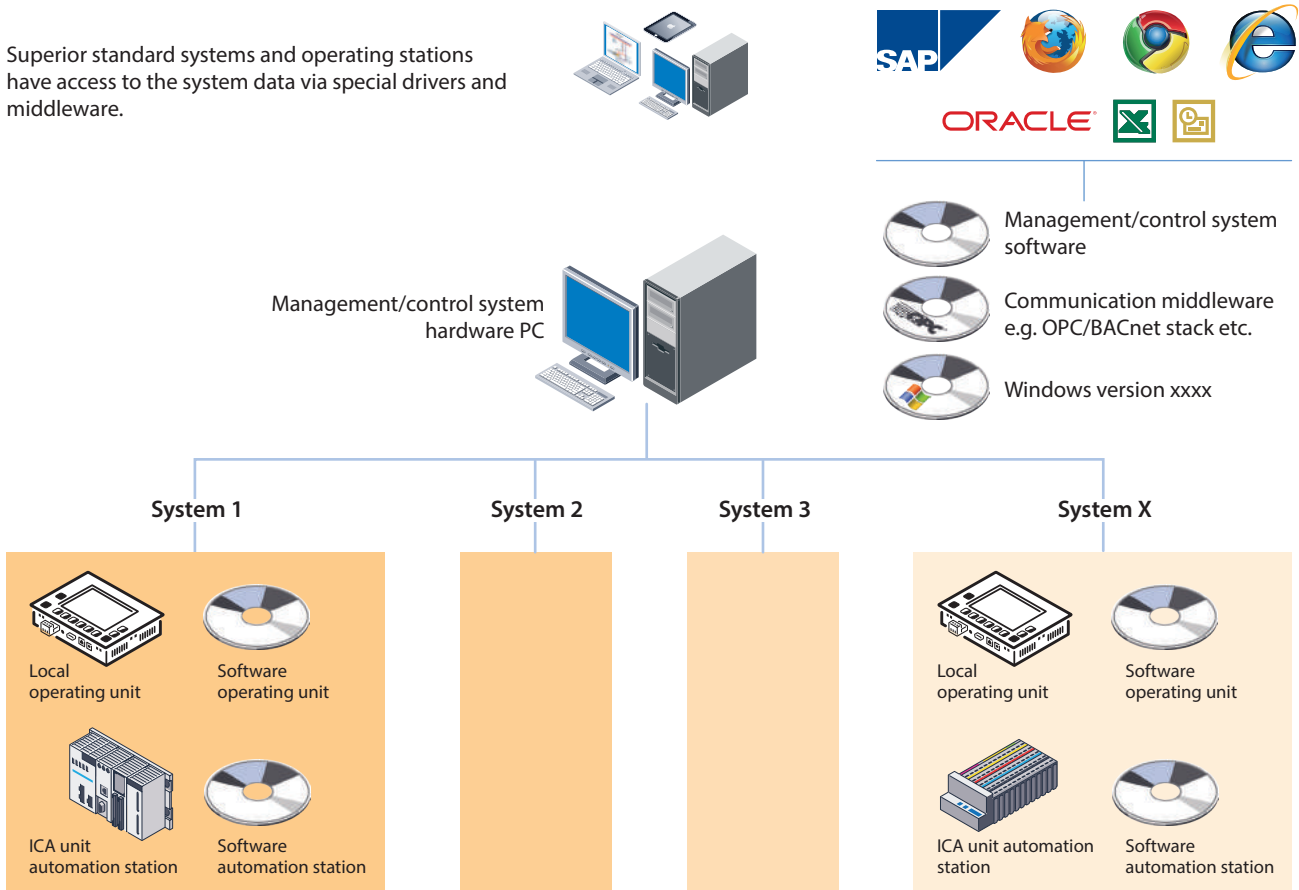 Superior standard systems and operating stations
have access to the system data via special drivers and
middleware.
SAP
ORACLE
Management/control system
software
Management/control system
hardware PC
OPC
Communication middleware
e.g. OPC/BACnet stack etc.
Windows version xxxx
System 1
System 2
System 3
System X
Local
operating unit
Software
operating unit
Local
operating unit
Software
operating unit
ICA unit
automation station
Software
automation station
ICA unit automation
station
Software
automation station